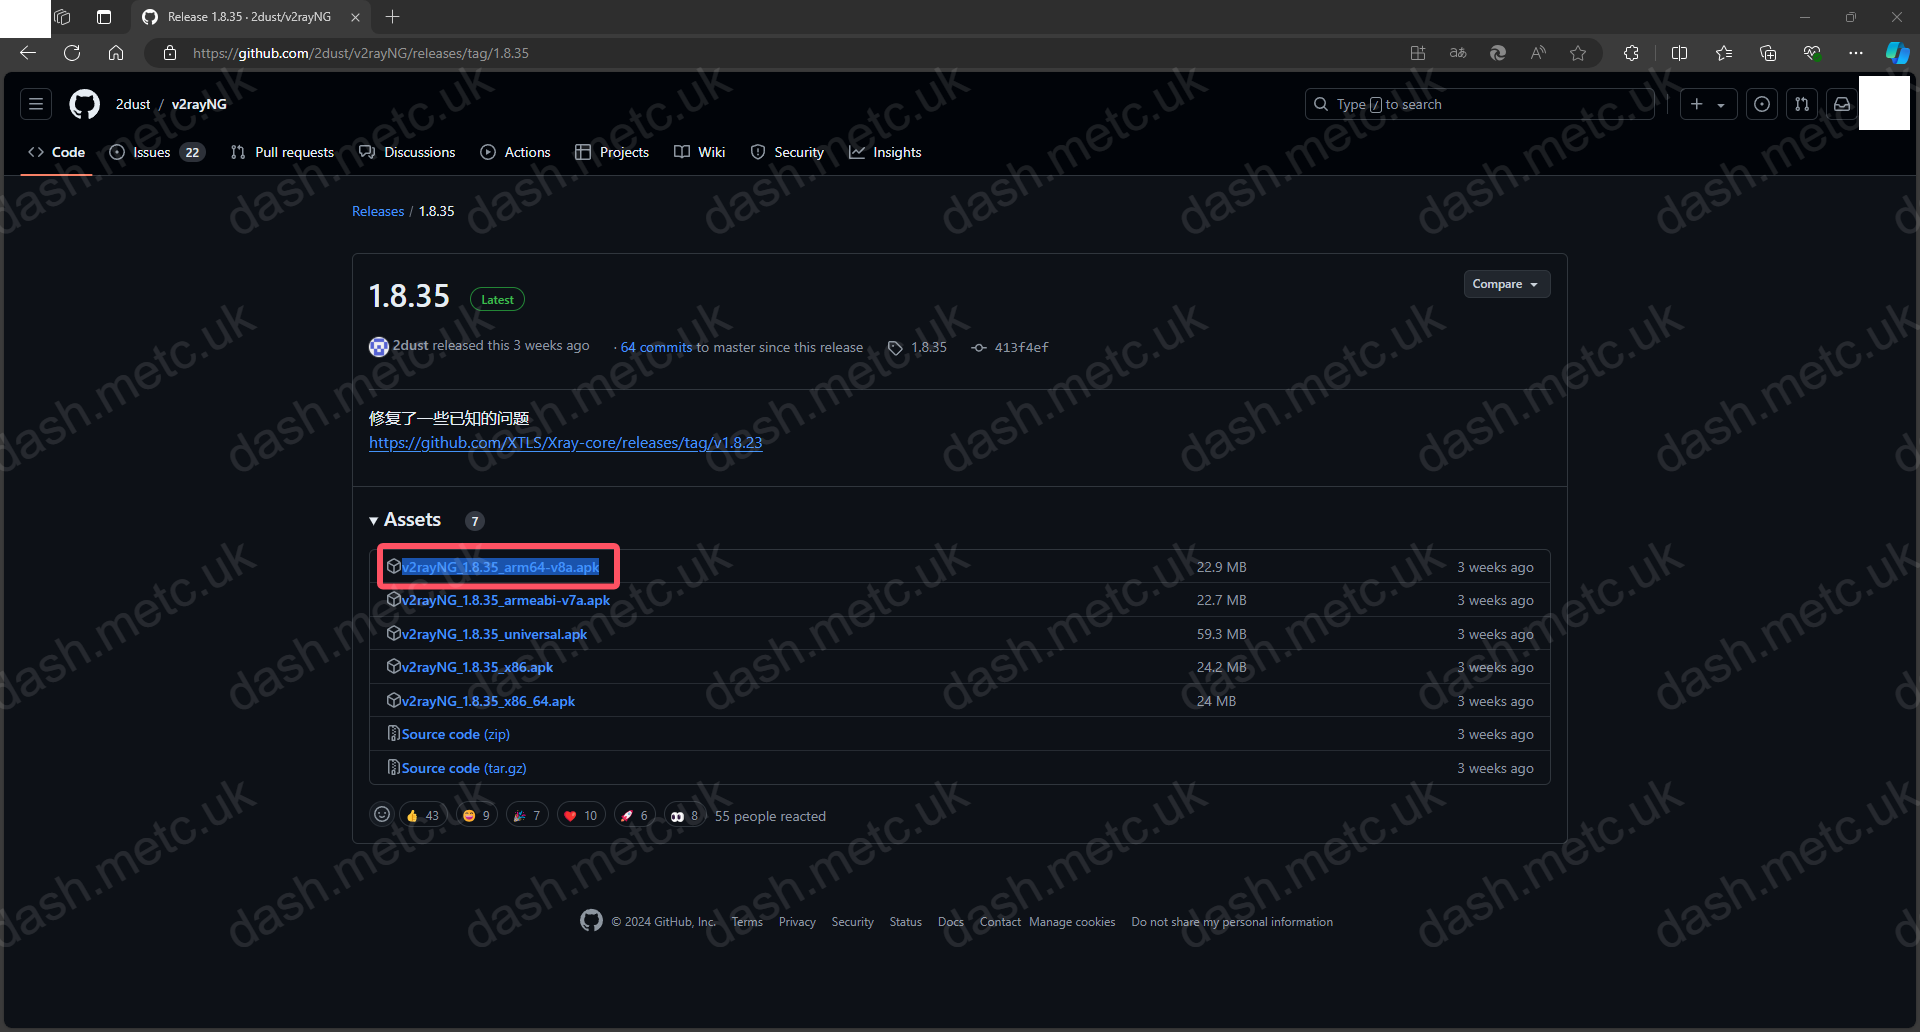 Release 1.8.35 · 2dust/v2rayNG
https://github.com/2dust/v2rayNG/releases/tag/1.8.35
2dust / v2rayNG
Type / to search
Code
Issues 22
Pull requests
Discussions
Actions
Projects
Wiki
Security
Insights
Releases / 1.8.35
1.8.35 Latest
Compare
2dust released this 3 weeks ago · 64 commits to master since this release 1.8.35 413f4ef
修复了一些已知的问题
https://github.com/XTLS/Xray-core/releases/tag/v1.8.23
Assets 7
v2rayNG_1.8.35_arm64-v8a.apk 22.9 MB 3 weeks ago
v2rayNG_1.8.35_armeabi-v7a.apk 22.7 MB 3 weeks ago
v2rayNG_1.8.35_universal.apk 59.3 MB 3 weeks ago
v2rayNG_1.8.35_x86.apk 24.2 MB 3 weeks ago
v2rayNG_1.8.35_x86_64.apk 24 MB 3 weeks ago
Source code (zip) 3 weeks ago
Source code (tar.gz) 3 weeks ago
43 9 7 10 6 8 55 people reacted
© 2024 GitHub, Inc. Terms Privacy Security Status Docs Contact Manage cookies Do not share my personal information
dash.metc.uk